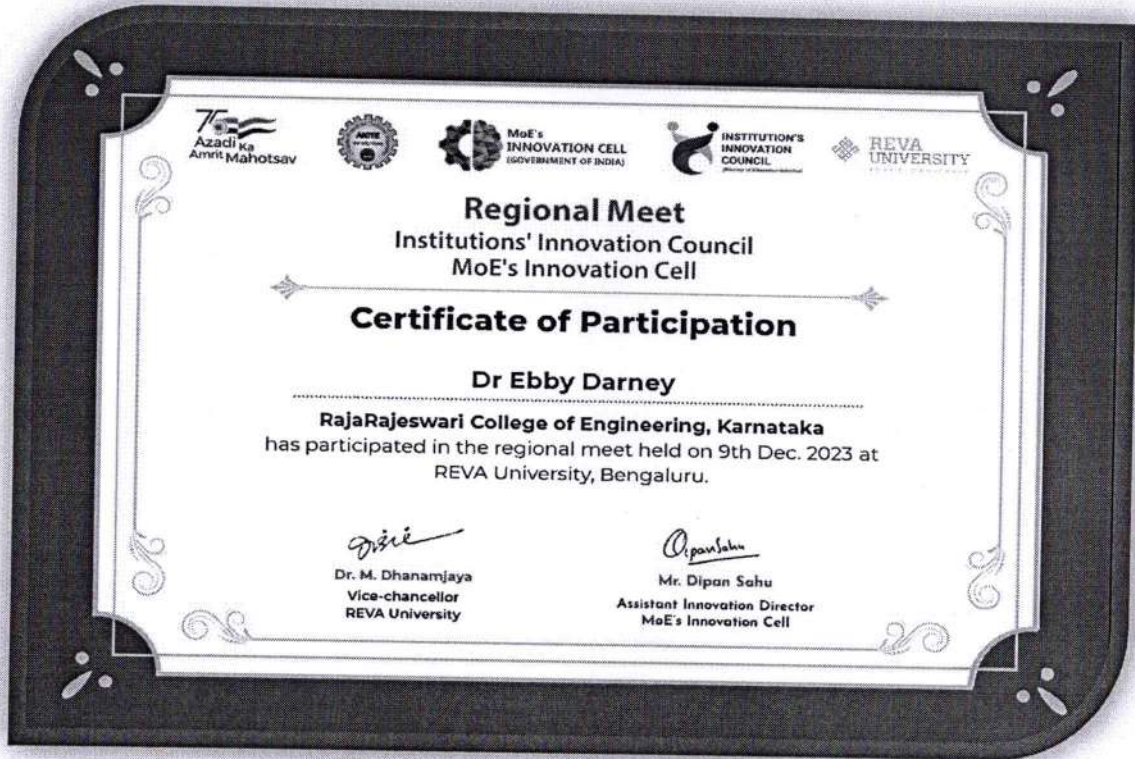 75
Azadi Ka
Amrit Mahotsav
AICTE
MoE's
INNOVATION CELL
(GOVERNMENT OF INDIA)
INSTITUTION'S
INNOVATION
COUNCIL
REVA
UNIVERSITY
Regional Meet
Institutions' Innovation Council
MoE's Innovation Cell
Certificate of Participation
Dr Ebby Darney
RajaRajeswari College of Engineering, Karnataka
has participated in the regional meet held on 9th Dec. 2023 at
REVA University, Bengaluru.
DipanSahu
Dr. M. Dhanamjaya
Vice-chancellor
REVA University
Mr. Dipan Sahu
Assistant Innovation Director
MoE's Innovation Cell